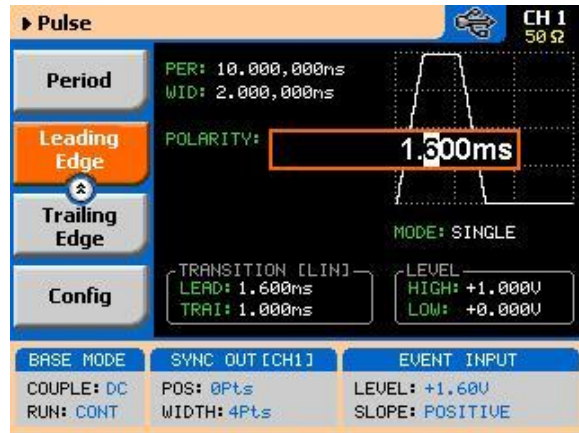 Pulse
CH 1
50 Ω
Period
PER: 10.000,000ms
WID: 2.000,000ms
Leading
Edge
POLARITY:
1.600ms
Trailing
Edge
MODE: SINGLE
TRANSITION [LIN]
LEAD: 1.600ms
TRAI: 1.000ms
LEVEL
HIGH: +1.000V
LOW: +0.000V
Config
BASE MODE
COUPLE: DC
RUN: CONT
SYNC OUT [CH1]
POS: 0Pts
WIDTH: 4Pts
EVENT INPUT
LEVEL: +1.60V
SLOPE: POSITIVE